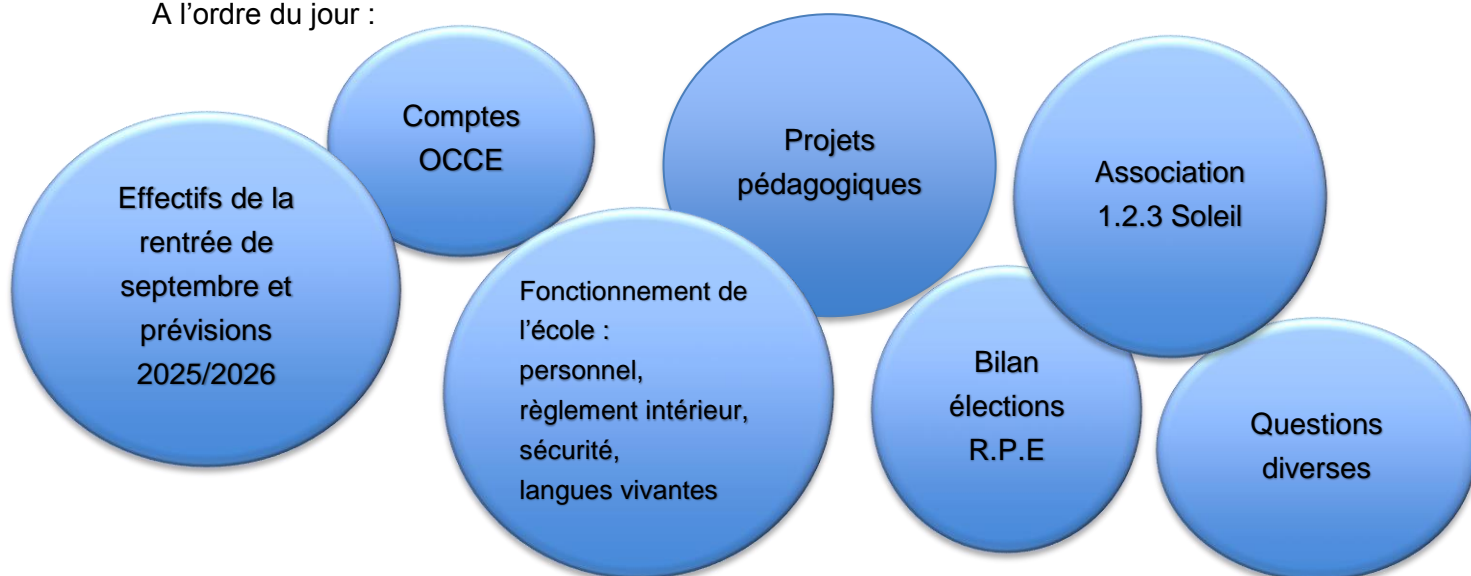 A l'ordre du jour :
Effectifs de la
rentrée de
septembre et
prévisions
2025/2026
Comptes
OCCE
Fonctionnement de
l'école :
personnel,
règlement intérieur,
sécurité,
langues vivantes
Projets
pédagogiques
Bilan
élections
R.P.E
Association
1.2.3 Soleil
Questions
diverses